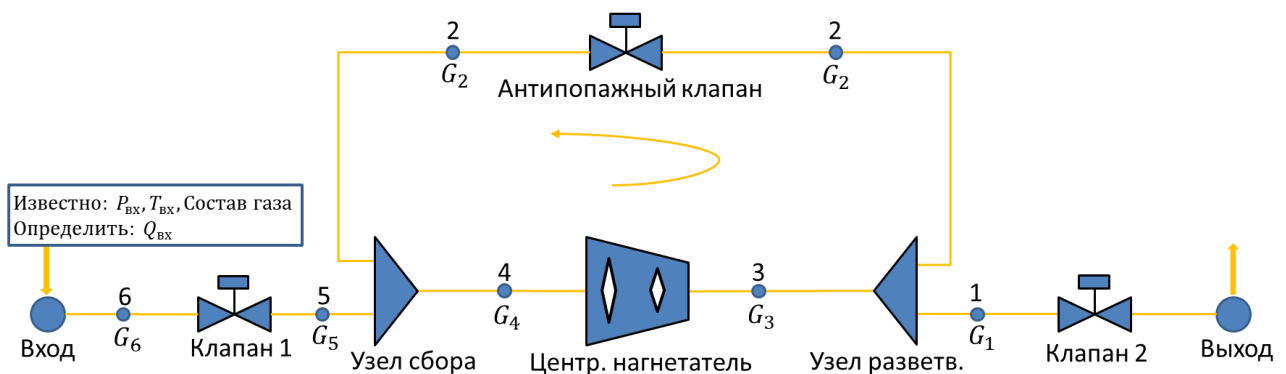 2
2
G₂
G₂
Антипопажный клапан
Известно: Pвх, Tвх, Состав газа
Определить: Qвх
6
5
4
3
1
G₆
G₅
G₄
G₃
G₁
Вход
Клапан 1
Узел сбора
Центр. нагнетатель
Узел разветв.
Клапан 2
Выход